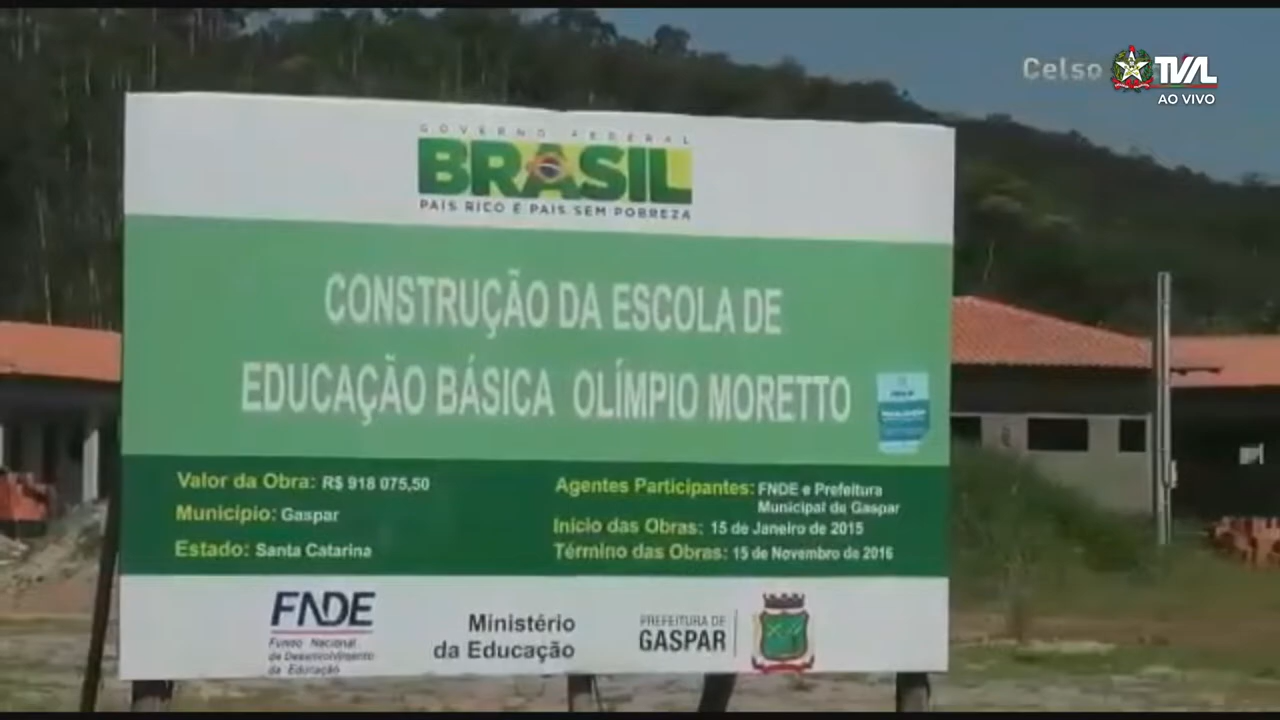 Celso
TVAL
AO VIVO
GOVERNO FEDERAL
BRASIL
PAÍS RICO É PAÍS SEM POBREZA
CONSTRUÇÃO DA ESCOLA DE
EDUCAÇÃO BÁSICA OLÍMPIO MORETTO
Valor da Obra: R$ 918 075,50
Município: Gaspar
Estado: Santa Catarina
Agentes Participantes: FNDE e Prefeitura
Municipal de Gaspar
Início das Obras: 15 de Janeiro de 2015
Término das Obras: 15 de Novembro de 2016
FNDE
Fundo Nacional
de Desenvolvimento
da Educação
Ministério
da Educação
PREFEITURA DE
GASPAR